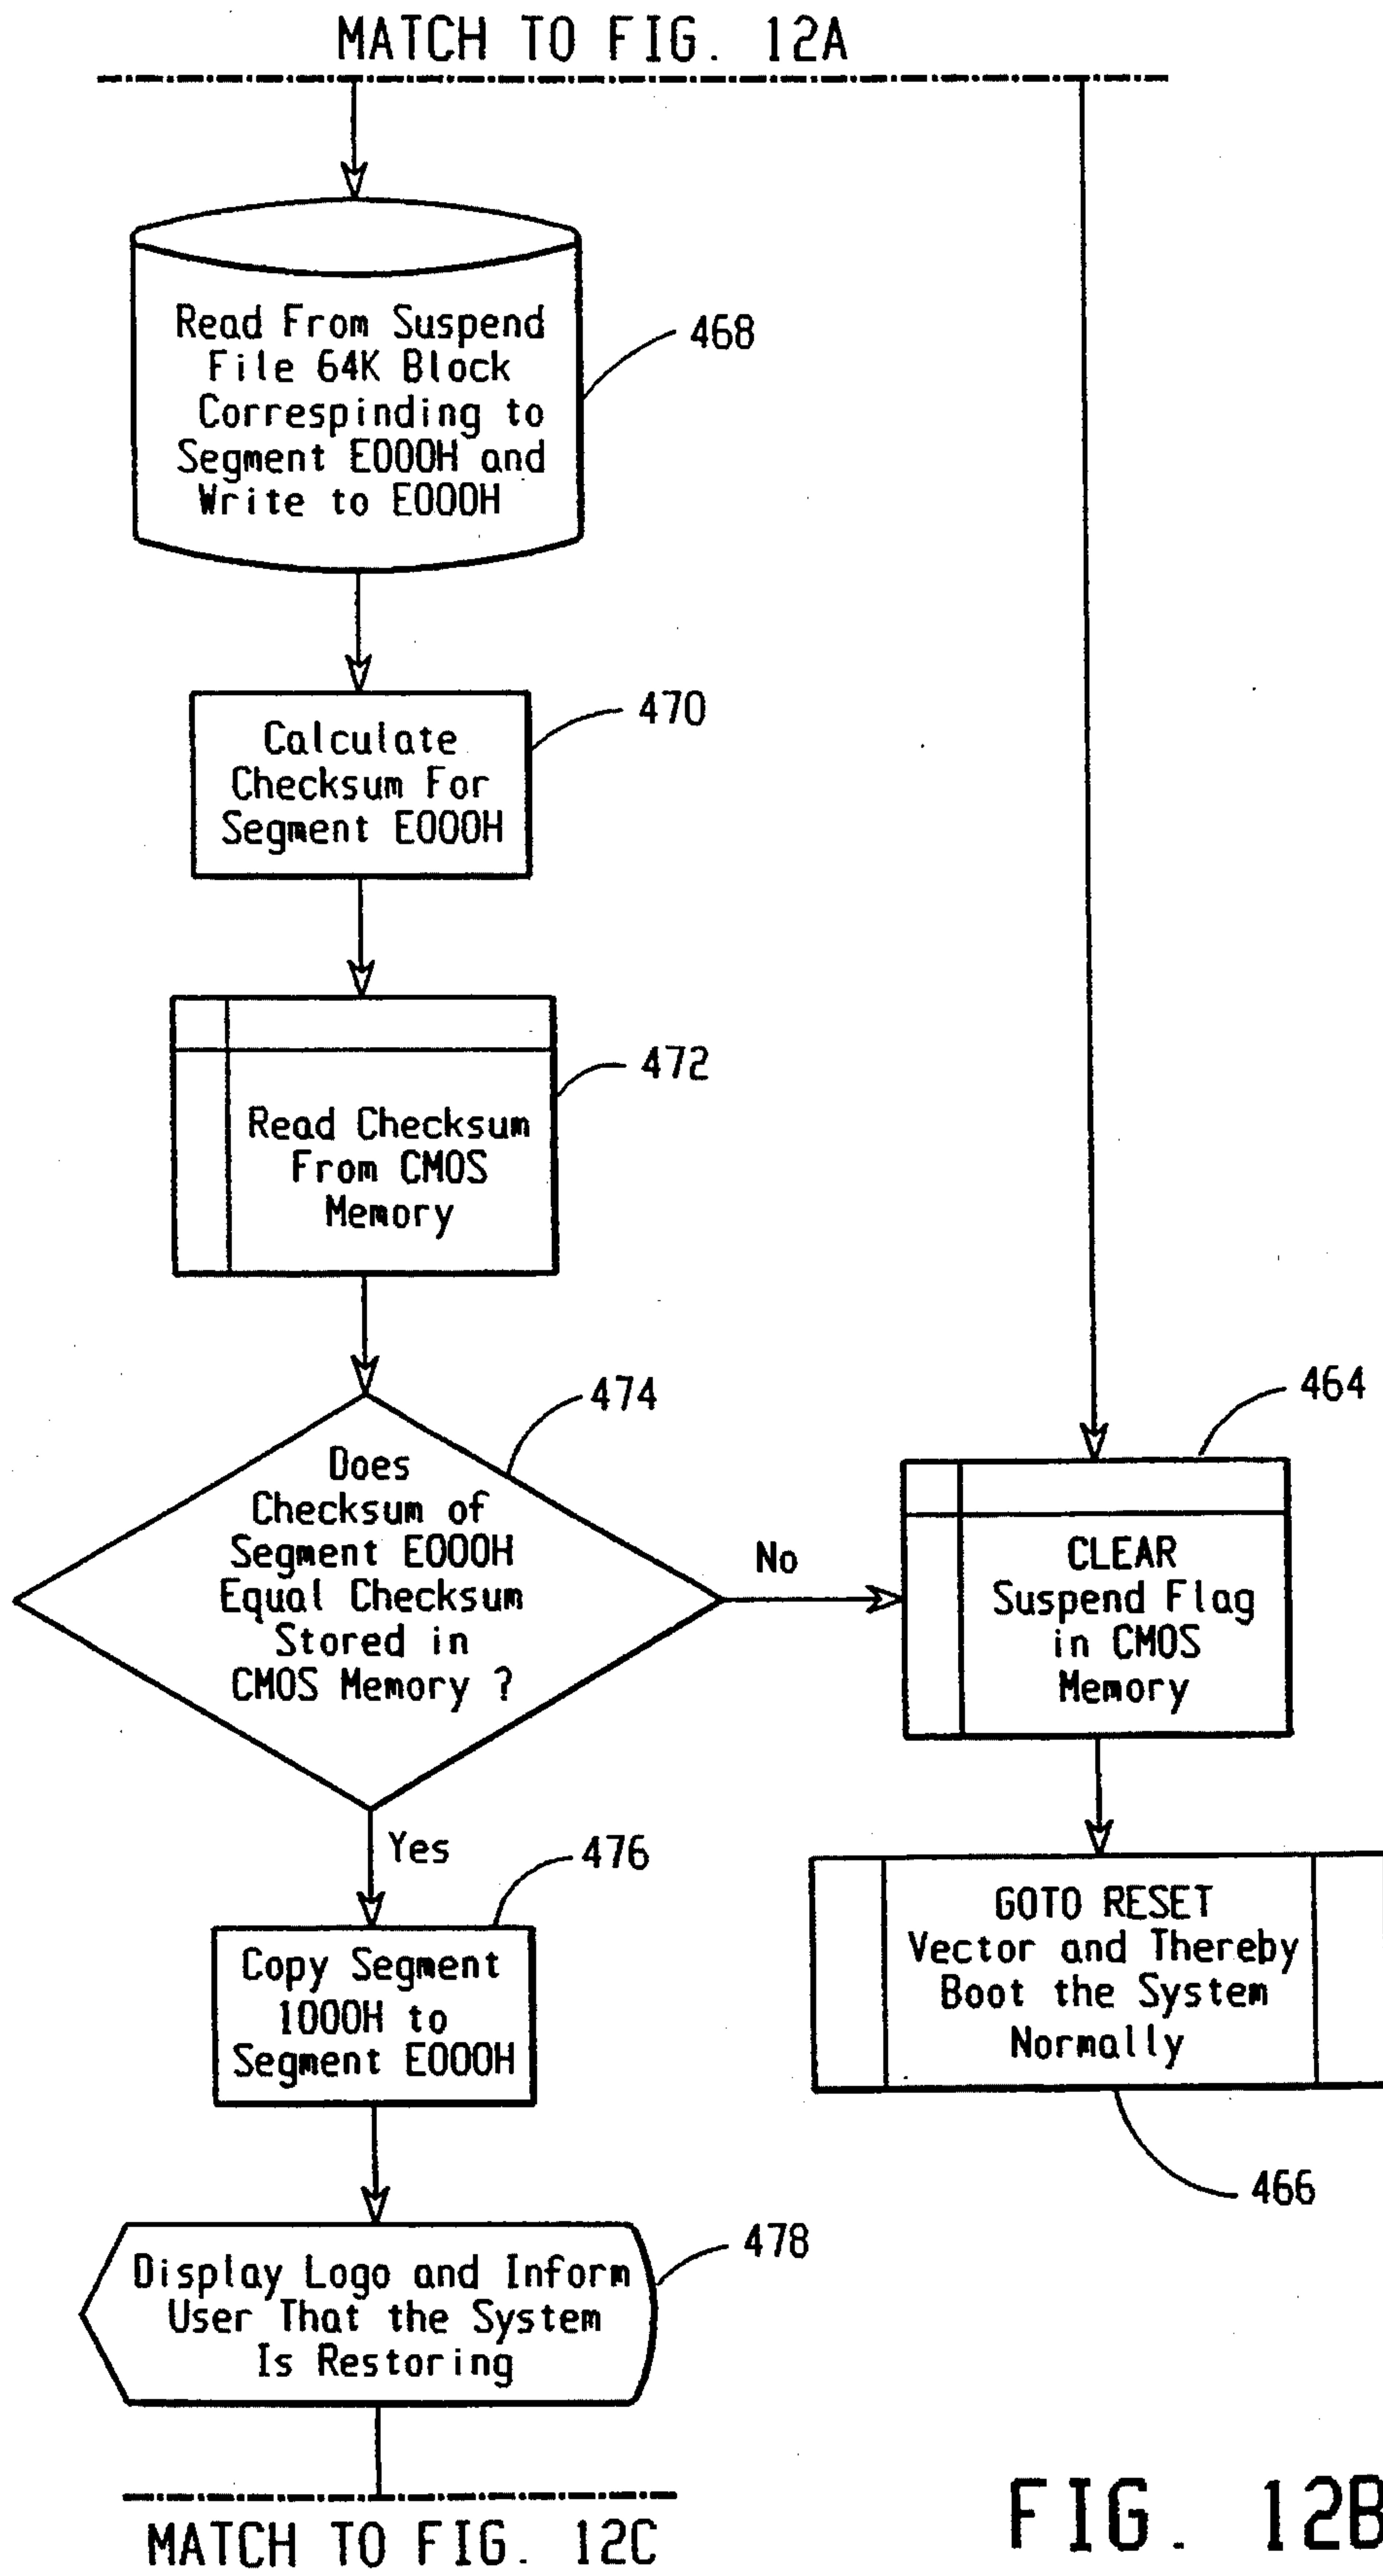 MATCH TO FIG. 12A
Read From Suspend
File 64K Block
Correspinding to
Segment E000H and
Write to E000H
468
Calculate
Checksum For
Segment E000H
470
Read Checksum
From CMOS
Memory
472
Does
Checksum of
Segment E000H
Equal Checksum
Stored in
CMOS Memory ?
474
No
Yes
CLEAR
Suspend Flag
in CMOS
Memory
464
GOTO RESET
Vector and Thereby
Boot the System
Normally
466
Copy Segment
1000H to
Segment E000H
476
Display Logo and Inform
User That the System
Is Restoring
478
MATCH TO FIG. 12C
FIG. 12B